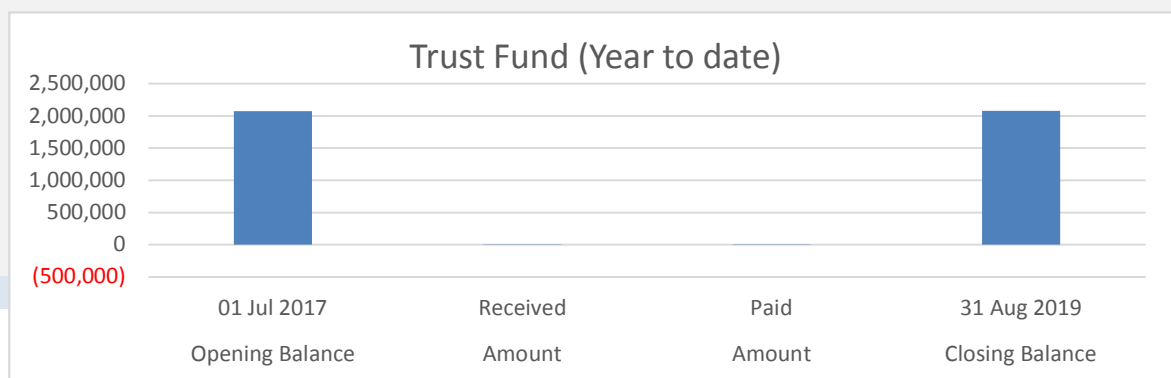 Trust Fund (Year to date)
2,500,000
2,000,000
1,500,000
1,000,000
500,000
0
(500,000)
01 Jul 2017 Received Paid 31 Aug 2019
Opening Balance Amount Amount Closing Balance